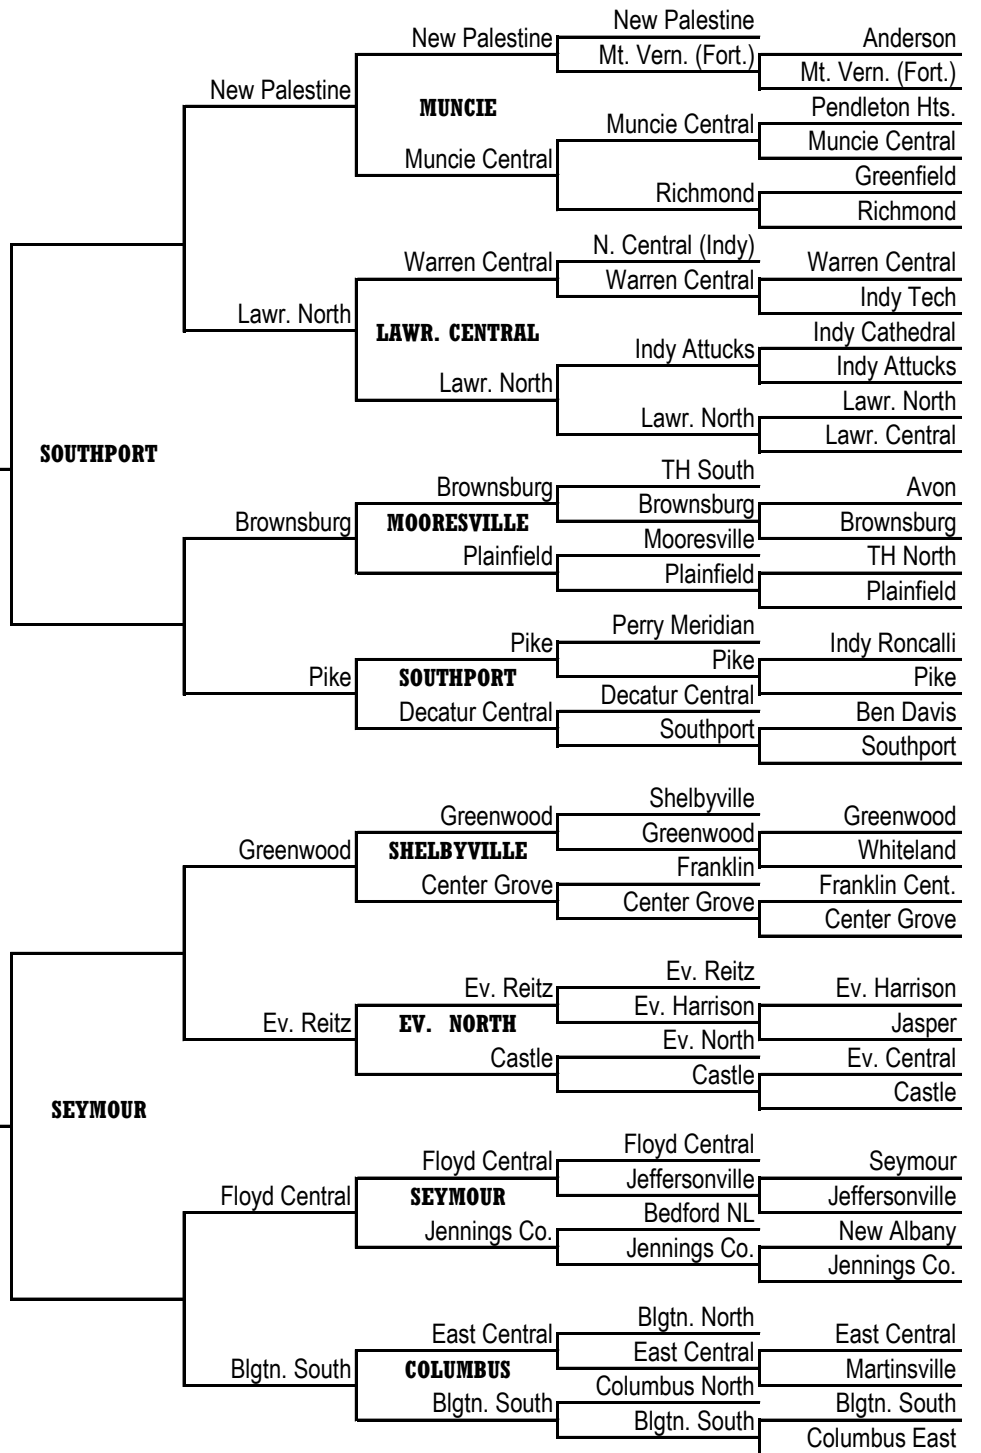 New Palestine
New Palestine
Anderson
Mt. Vern. (Fort.)
Mt. Vern. (Fort.)
New Palestine
Pendleton Hts.
MUNCIE
Muncie Central
Muncie Central
Muncie Central
Greenfield
Richmond
Richmond
N. Central (Indy)
Warren Central
Warren Central
Warren Central
Indy Tech
Lawr. North
Indy Cathedral
LAWR. CENTRAL
Indy Attucks
Indy Attucks
Lawr. North
Lawr. North
Lawr. North
Lawr. Central
SOUTHPORT
TH South
Brownsburg
Avon
Brownsburg
Brownsburg
MOORESVILLE
Brownsburg
Mooresville
Plainfield
TH North
Plainfield
Plainfield
Perry Meridian
Pike
Indy Roncalli
Pike
Pike
SOUTHPORT
Pike
Decatur Central
Decatur Central
Ben Davis
Southport
Southport
Shelbyville
Greenwood
Greenwood
Greenwood
Greenwood
SHELBYVILLE
Whiteland
Franklin
Center Grove
Franklin Cent.
Center Grove
Center Grove
Ev. Reitz
Ev. Reitz
Ev. Harrison
Ev. Harrison
Ev. Reitz
EV. NORTH
Jasper
Ev. North
Castle
Ev. Central
Castle
Castle
SEYMOUR
Floyd Central
Floyd Central
Seymour
Jeffersonville
Floyd Central
SEYMOUR
Jeffersonville
Bedford NL
Jennings Co.
New Albany
Jennings Co.
Jennings Co.
Blgtn. North
East Central
East Central
East Central
Blgtn. South
COLUMBUS
Martinsville
Columbus North
Blgtn. South
Blgtn. South
Blgtn. South
Columbus East